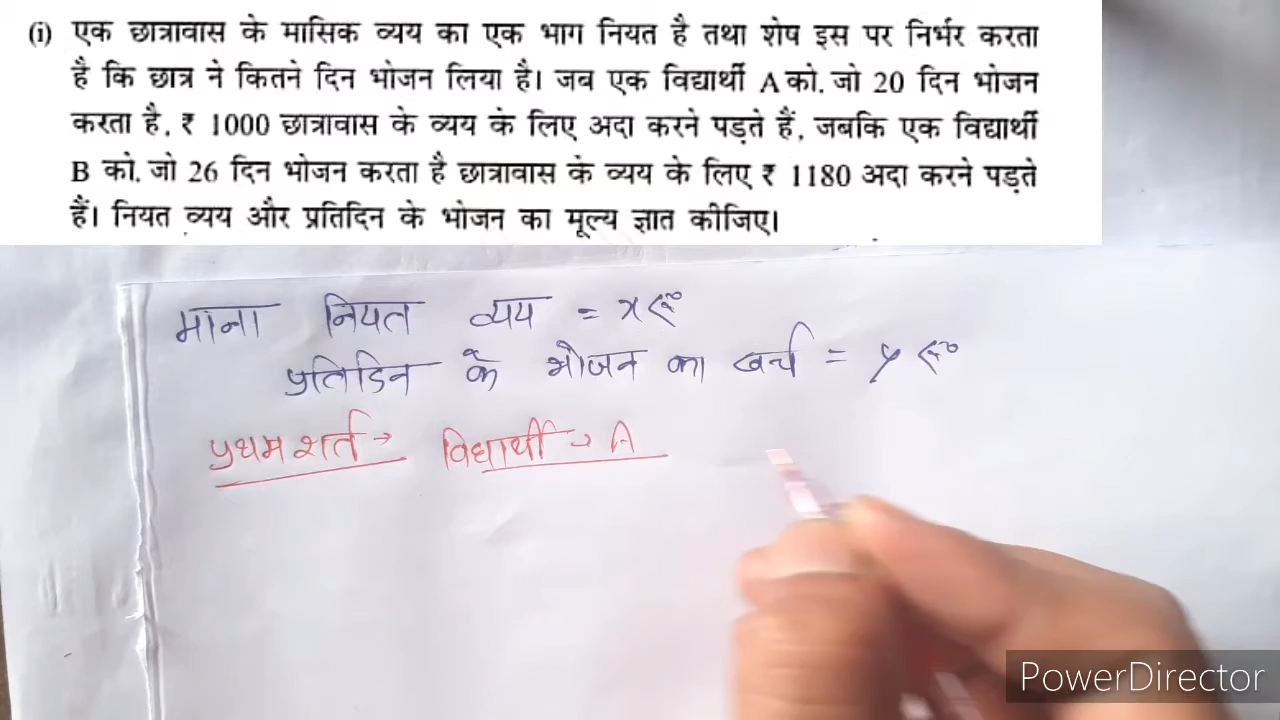 (i) एक छात्रावास के मासिक व्यय का एक भाग नियत है तथा शेष इस पर निर्भर करता
है कि छात्र ने कितने दिन भोजन लिया है। जब एक विद्यार्थी A को, जो 20 दिन भोजन
करता है, ₹ 1000 छात्रावास के व्यय के लिए अदा करने पड़ते हैं, जबकि एक विद्यार्थी
B को, जो 26 दिन भोजन करता है छात्रावास के व्यय के लिए ₹ 1180 अदा करने पड़ते
हैं। नियत व्यय और प्रतिदिन के भोजन का मूल्य ज्ञात कीजिए।
माना नियत व्यय = x रु०
प्रतिदिन के भोजन का खर्च = y रु०
प्रथम शर्त → विद्यार्थी → A
PowerDirector